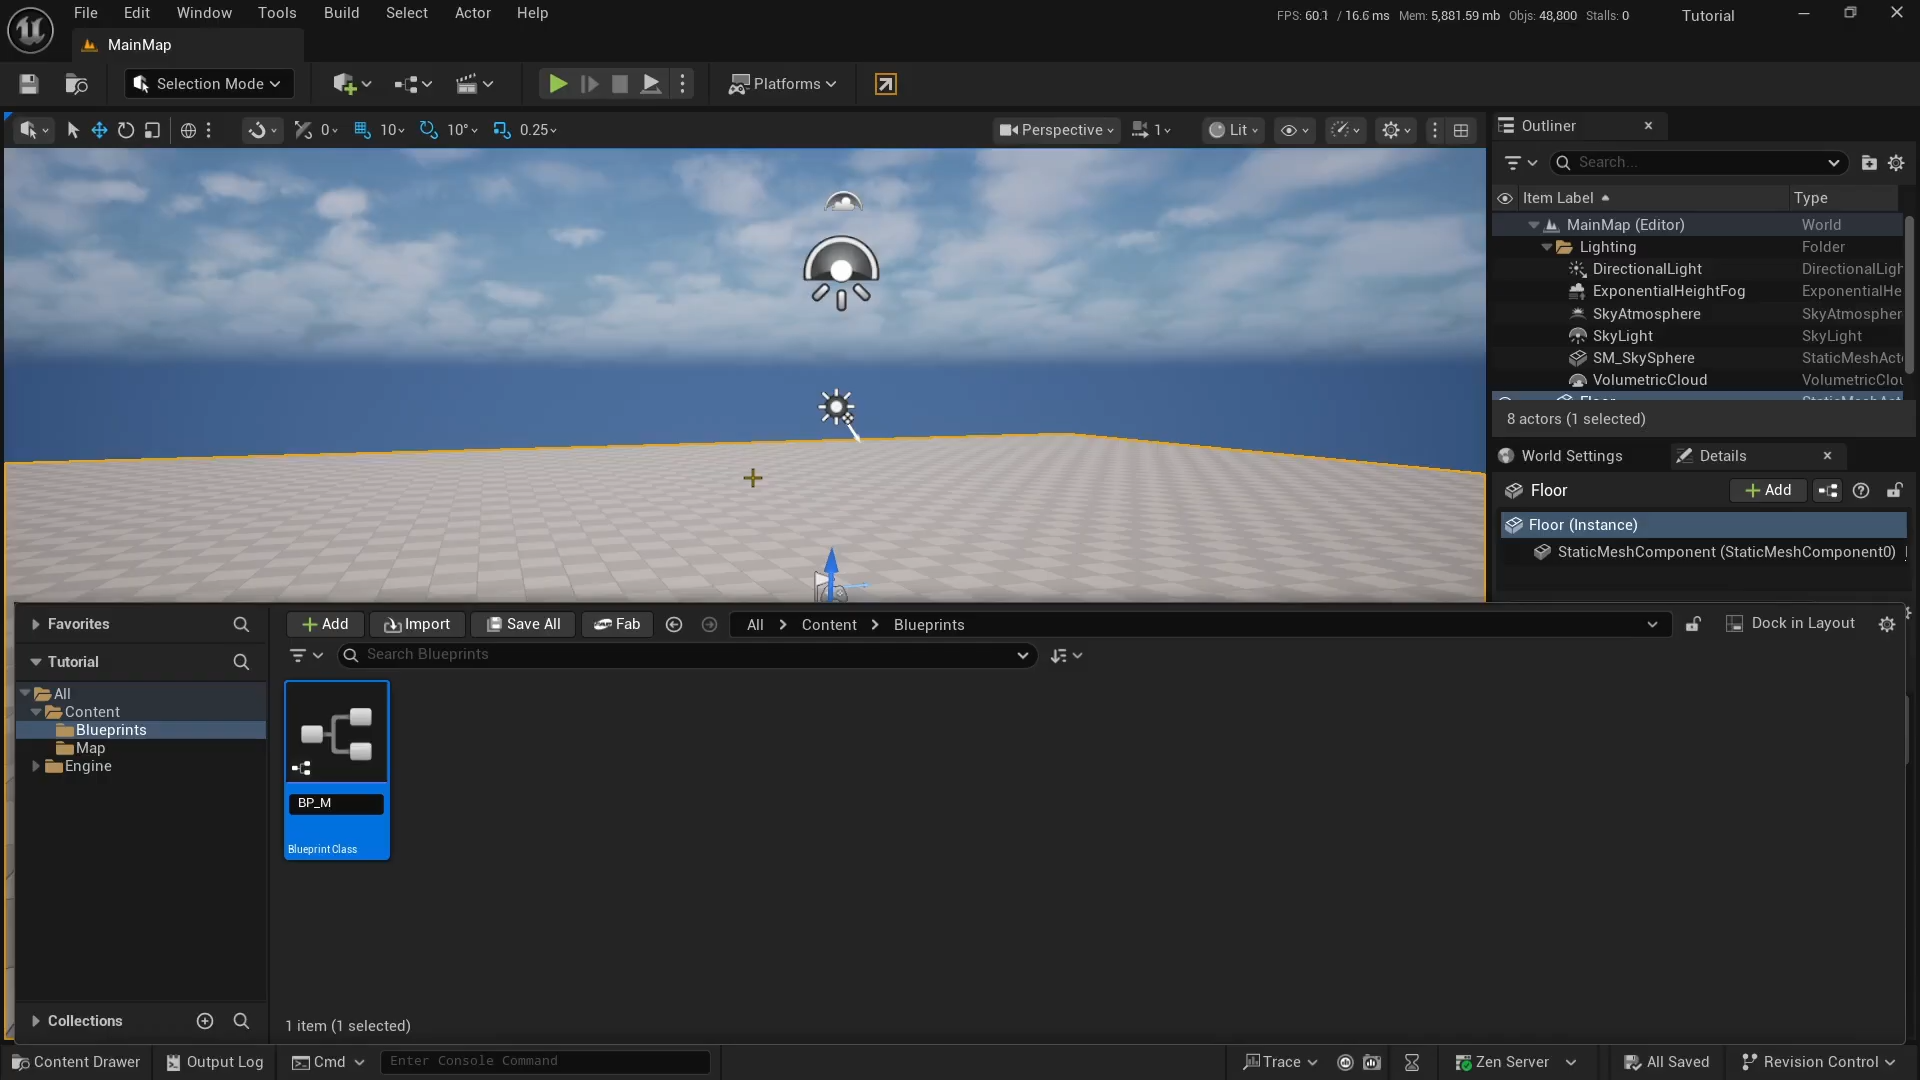 File Edit Window Tools Build Select Actor Help
FPS: 60.1 / 16.6 ms Mem: 5,881.59 mb Objs: 48,800 Stalls: 0 Tutorial
MainMap
Selection Mode Platforms
0 10 10° 0.25 Perspective 1 Lit
Outliner
Search...
Item Label Type
MainMap (Editor) World
Lighting Folder
DirectionalLight DirectionalLigh
ExponentialHeightFog ExponentialHe
SkyAtmosphere SkyAtmospher
SkyLight SkyLight
SM_SkySphere StaticMeshAct
VolumetricCloud VolumetricClou
Floor StaticMeshAct
8 actors (1 selected)
World Settings Details
Floor Add
Floor (Instance)
StaticMeshComponent (StaticMeshComponent0)
Favorites
Tutorial
All
Content
Blueprints
Map
Engine
Collections
Add Import Save All Fab All > Content > Blueprints Dock in Layout
Search Blueprints
BP_M
Blueprint Class
1 item (1 selected)
Content Drawer Output Log Cmd Enter Console Command Trace Zen Server All Saved Revision Control